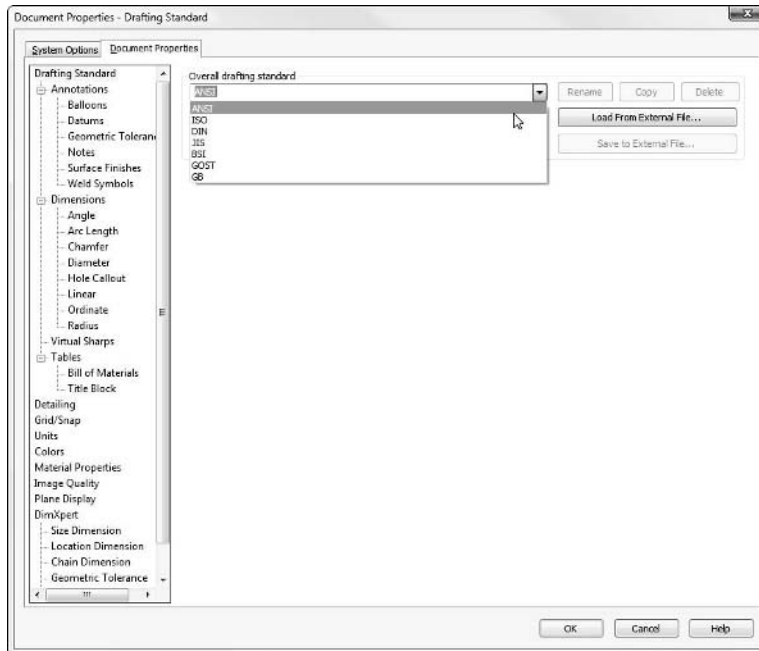 Document Properties - Drafting Standard
System Options Document Properties
Drafting Standard
Annotations
Balloons
Datums
Geometric Toleran
Notes
Surface Finishes
Weld Symbols
Dimensions
Angle
Arc Length
Chamfer
Diameter
Hole Callout
Linear
Ordinate
Radius
Virtual Sharps
Tables
Bill of Materials
Title Block
Detailing
Grid/Snap
Units
Colors
Material Properties
Image Quality
Plane Display
DimXpert
Size Dimension
Location Dimension
Chain Dimension
Geometric Tolerance
Overall drafting standard
ANSI
ANSI
ISO
DIN
JIS
BSI
GOST
GB
Rename Copy Delete
Load From External File...
Save to External File...
OK Cancel Help